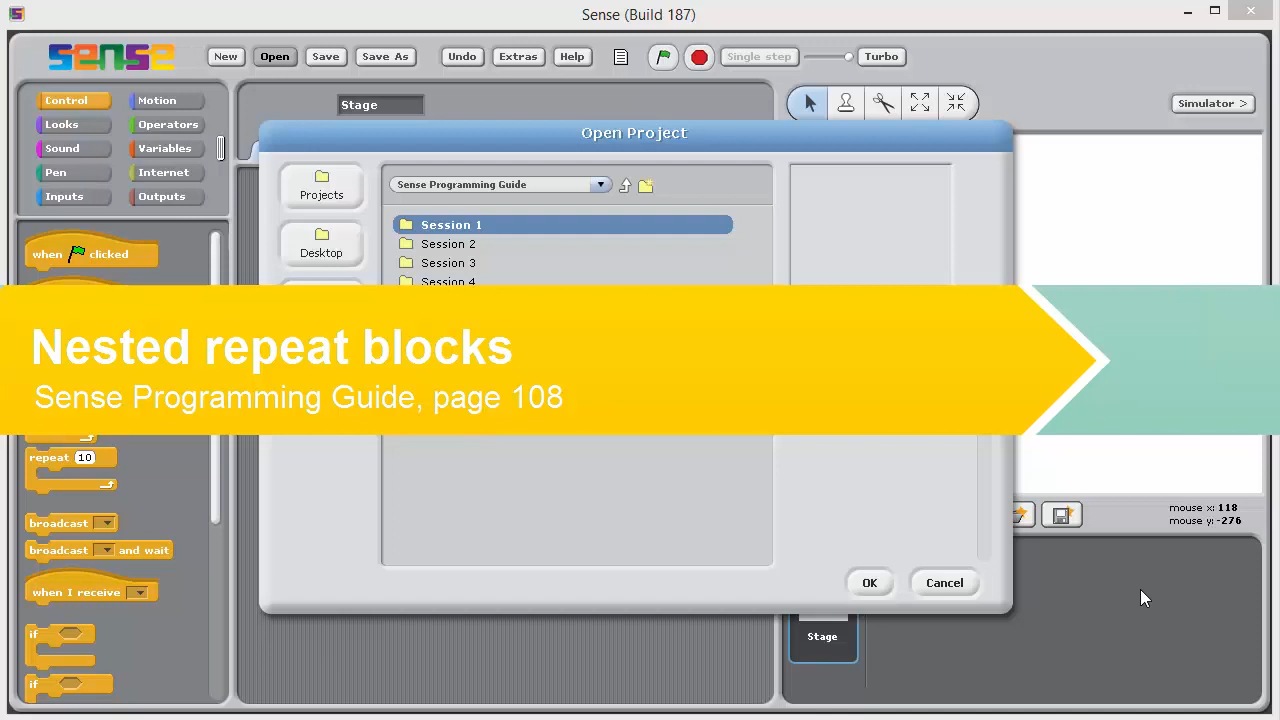 Sense (Build 187)
sense
New
Open
Save
Save As
Undo
Extras
Help
Single step
Turbo
Control
Motion
Looks
Operators
Sound
Variables
Pen
Internet
Inputs
Outputs
Stage
Simulator >
Open Project
Projects
Desktop
Sense Programming Guide
Session 1
Session 2
Session 3
Session 4
when clicked
Nested repeat blocks
Sense Programming Guide, page 108
repeat 10
broadcast
broadcast and wait
when I receive
if
if
OK
Cancel
mouse x: 118
mouse y: -276
Stage